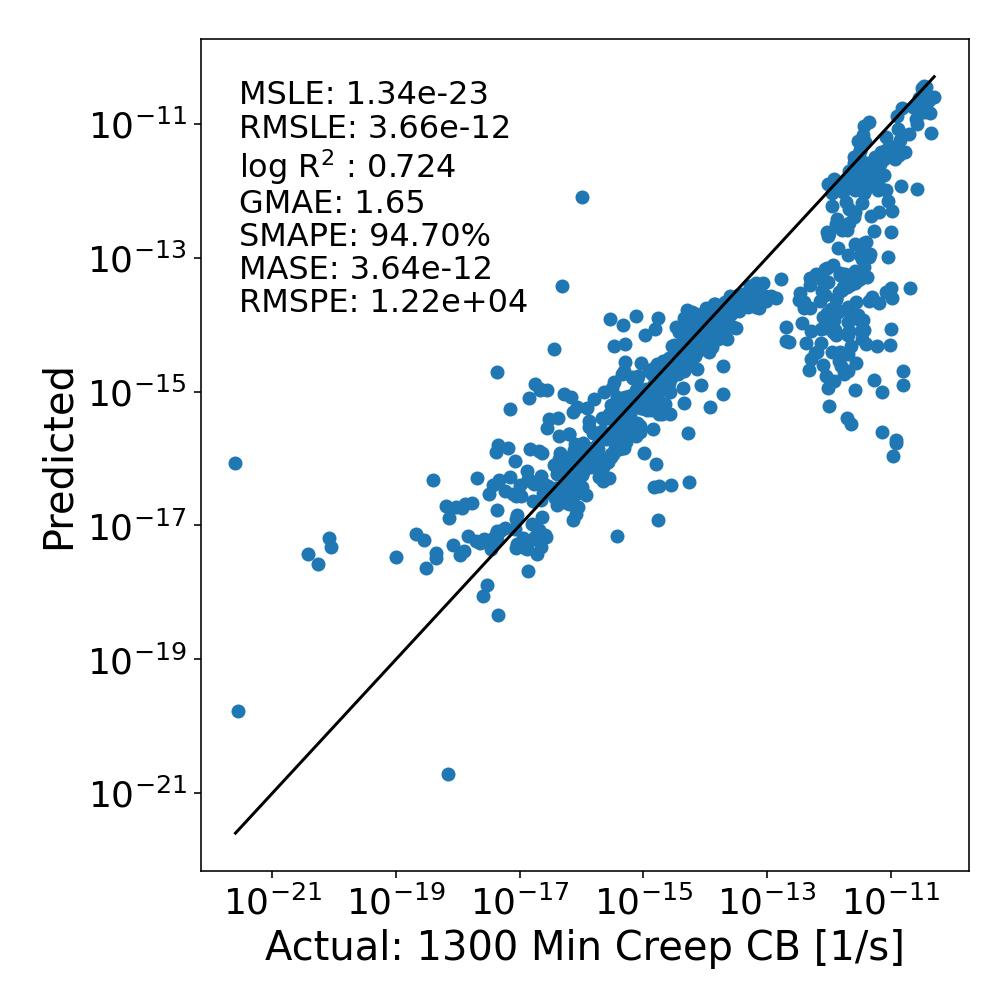 MSLE: 1.34e-23
RMSLE: 3.66e-12
log R² : 0.724
GMAE: 1.65
SMAPE: 94.70%
MASE: 3.64e-12
RMSPE: 1.22e+04
Predicted
10⁻¹¹
10⁻¹³
10⁻¹⁵
10⁻¹⁷
10⁻¹⁹
10⁻²¹
10⁻²¹ 10⁻¹⁹ 10⁻¹⁷ 10⁻¹⁵ 10⁻¹³ 10⁻¹¹
Actual: 1300 Min Creep CB [1/s]